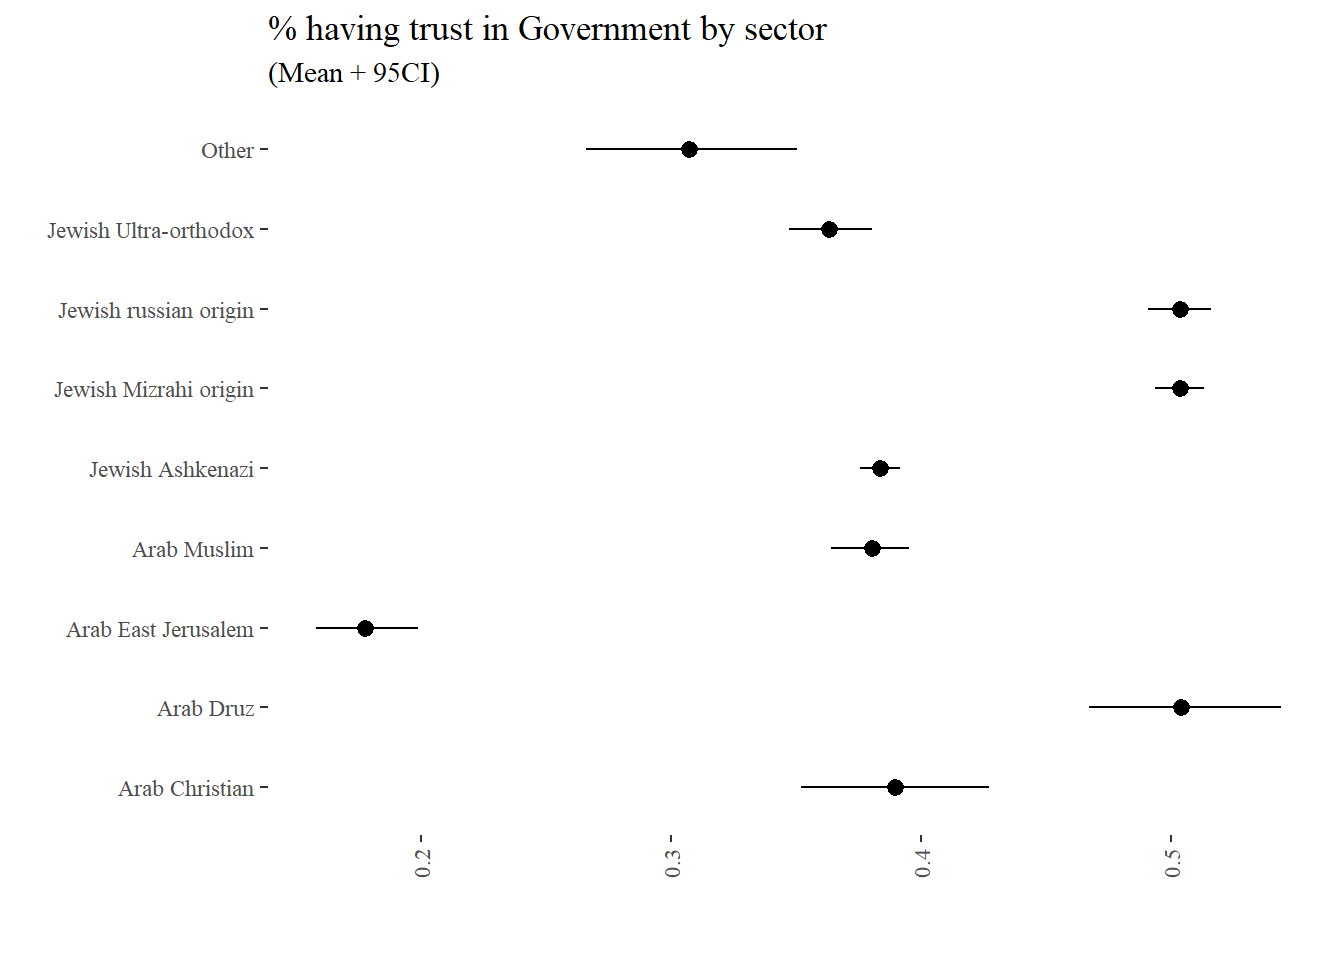 % having trust in Government by sector
(Mean + 95CI)
Other
Jewish Ultra-orthodox
Jewish russian origin
Jewish Mizrahi origin
Jewish Ashkenazi
Arab Muslim
Arab East Jerusalem
Arab Druz
Arab Christian
0.2
0.3
0.4
0.5